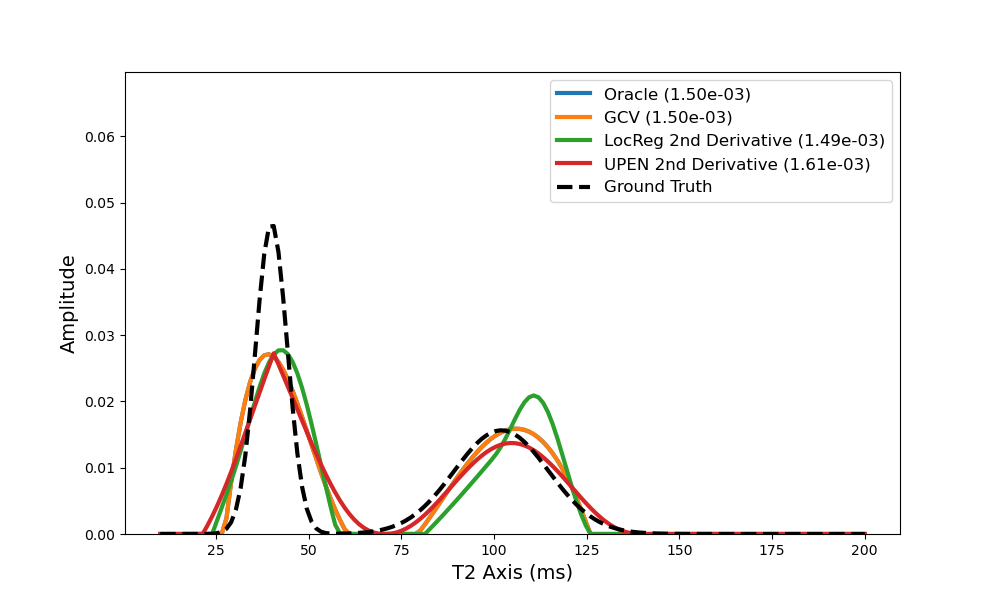 Oracle (1.50e-03)
GCV (1.50e-03)
LocReg 2nd Derivative (1.49e-03)
UPEN 2nd Derivative (1.61e-03)
Ground Truth
Amplitude
0.06
0.05
0.04
0.03
0.02
0.01
0.00
25 50 75 100 125 150 175 200
T2 Axis (ms)